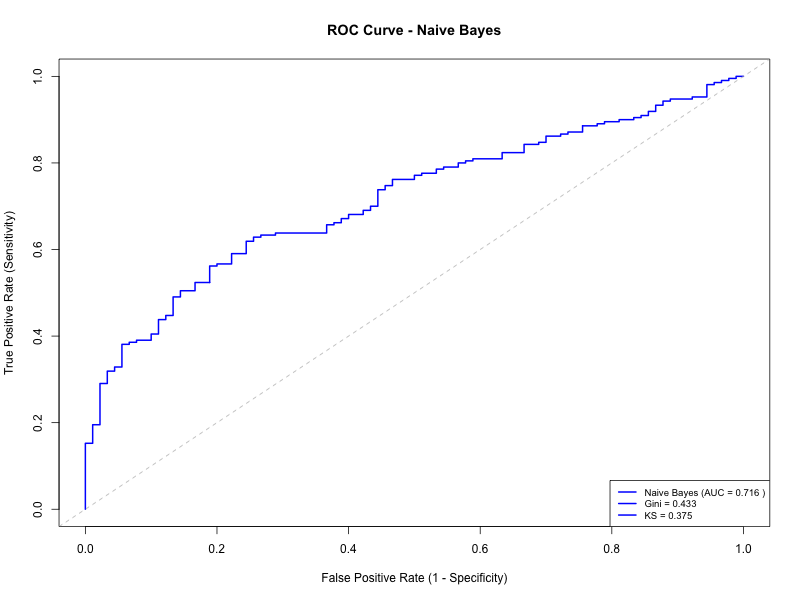 ROC Curve - Naive Bayes
True Positive Rate (Sensitivity)
1.0
0.8
0.6
0.4
0.2
0.0
Naive Bayes (AUC = 0.716 )
Gini = 0.433
KS = 0.375
0.0 0.2 0.4 0.6 0.8 1.0
False Positive Rate (1 - Specificity)